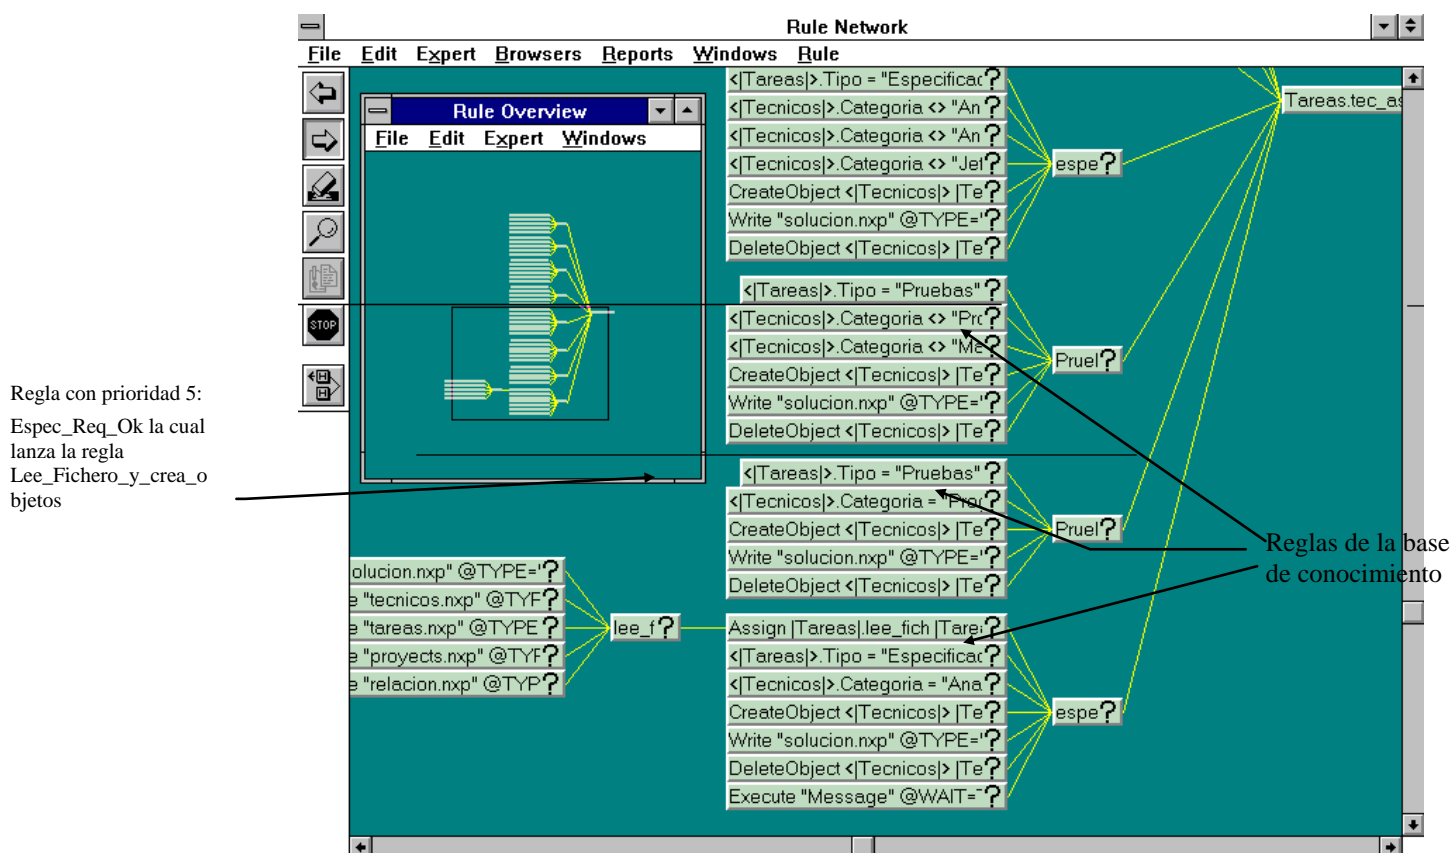 Rule Network
File Edit Expert Browsers Reports Windows Rule
Rule Overview
File Edit Expert Windows
STOP
H
H
<|Tareas|>.Tipo = "Especificac?
<|Tecnicos|>.Categoria <> "An?
<|Tecnicos|>.Categoria <> "An?
<|Tecnicos|>.Categoria <> "Jef?
CreateObject <|Tecnicos|> |Te?
Write "solucion.nxp" @TYPE="?
DeleteObject <|Tecnicos|> |Te?
espe?
Tareas.tec_as
<|Tareas|>.Tipo = "Pruebas"?
<|Tecnicos|>.Categoria <> "Prc?
<|Tecnicos|>.Categoria <> "Ma?
CreateObject <|Tecnicos|> |Te?
Write "solucion.nxp" @TYPE="?
DeleteObject <|Tecnicos|> |Te?
Pruel?
<|Tareas|>.Tipo = "Pruebas"?
<|Tecnicos|>.Categoria = "Proc?
CreateObject <|Tecnicos|> |Te?
Write "solucion.nxp" @TYPE="?
DeleteObject <|Tecnicos|> |Te?
Pruel?
olucion.nxp" @TYPE="?
e "tecnicos.nxp" @TYF?
e "tareas.nxp" @TYPE?
e "proyects.nxp" @TYF?
e "relacion.nxp" @TYP?
lee_f?
Assign |Tareas|.lee_fich |Tarea?
<|Tareas|>.Tipo = "Especificac?
<|Tecnicos|>.Categoria = "Ana?
CreateObject <|Tecnicos|> |Te?
Write "solucion.nxp" @TYPE="?
DeleteObject <|Tecnicos|> |Te?
Execute "Message" @WAIT=T?
espe?
Regla con prioridad 5:
Espec_Req_Ok la cual
lanza la regla
Lee_Fichero_y_crea_o
bjetos
Reglas de la base
de conocimiento